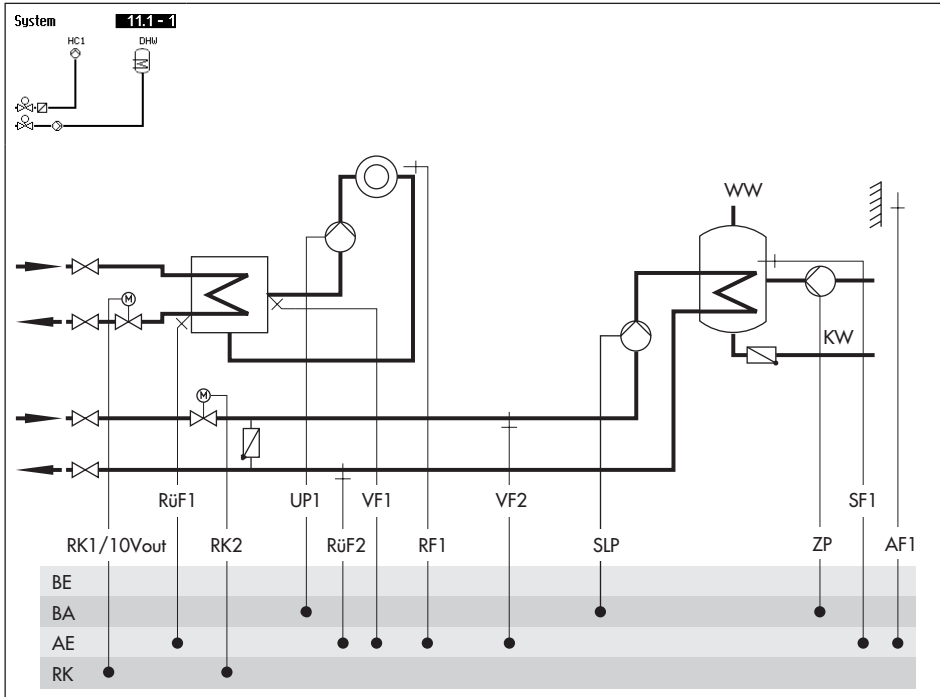 System 11.1 - 1
HC1 DHW
WW
M
KW
M
RüF1 UP1 VF1 VF2 SF1
RK1/10Vout RK2 RüF2 RF1 SLP ZP AF1
BE
BA
AE
RK